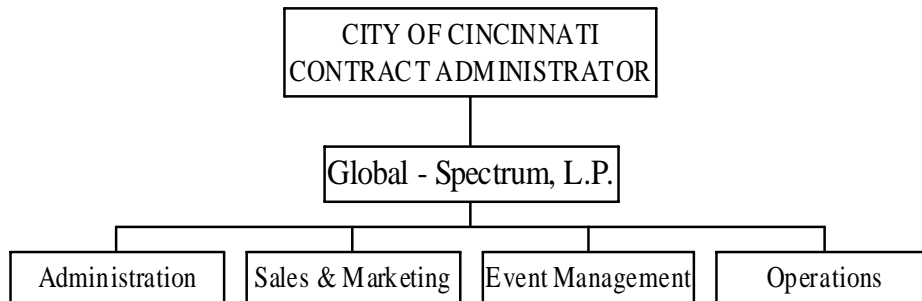 CITY OF CINCINNATI
CONTRACT ADMINISTRATOR
Global - Spectrum, L.P.
Administration
Sales & Marketing
Event Management
Operations